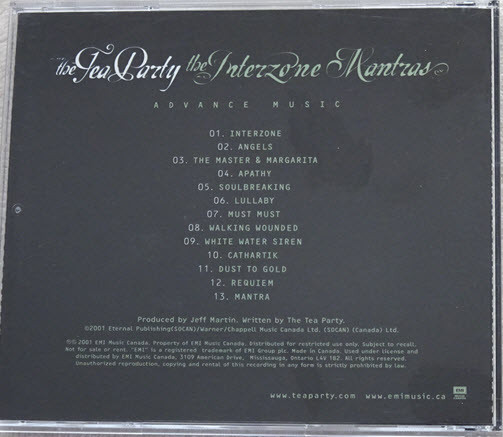 the Tea Party the Interzone Mantras
ADVANCE MUSIC
01. INTERZONE
02. ANGELS
03. THE MASTER & MARGARITA
04. APATHY
05. SOULBREAKING
06. LULLABY
07. MUST MUST
08. WALKING WOUNDED
09. WHITE WATER SIREN
10. CATHARTIK
11. DUST TO GOLD
12. REQUIEM
13. MANTRA
Produced by Jeff Martin. Written by The Tea Party.
©2001 Eternal Publishing(SOCAN)/Warner/Chappell Music Canada Ltd. (SOCAN) (Canada) Ltd.
℗© 2001 EMI Music Canada. Property of EMI Music Canada. Distributed for restricted use only. Subject to recall.
Not for sale or rent. "EMI" is a registered trademark of EMI Group plc. Made in Canada. Used under license and
distributed by EMI Music Canada, 3109 American Drive, Mississauga, Ontario L4V 1B2. All rights reserved.
Unauthorized reproduction, copying and rental of this recording in any form is strictly prohibited by law.
www.teaparty.com www.emimusic.ca
EMI